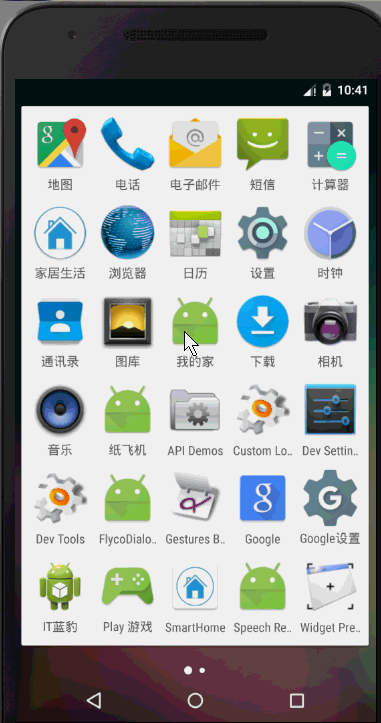 10:41
地图 电话 电子邮件 短信 计算器
家居生活 浏览器 日历 设置 时钟
通讯录 图库 我的家 下载 相机
音乐 纸飞机 API Demos Custom Lo.. Dev Settin..
Dev Tools FlycoDialo.. Gestures B.. Google Google设置
IT蓝豹 Play 游戏 SmartHome Speech Re.. Widget Pre..